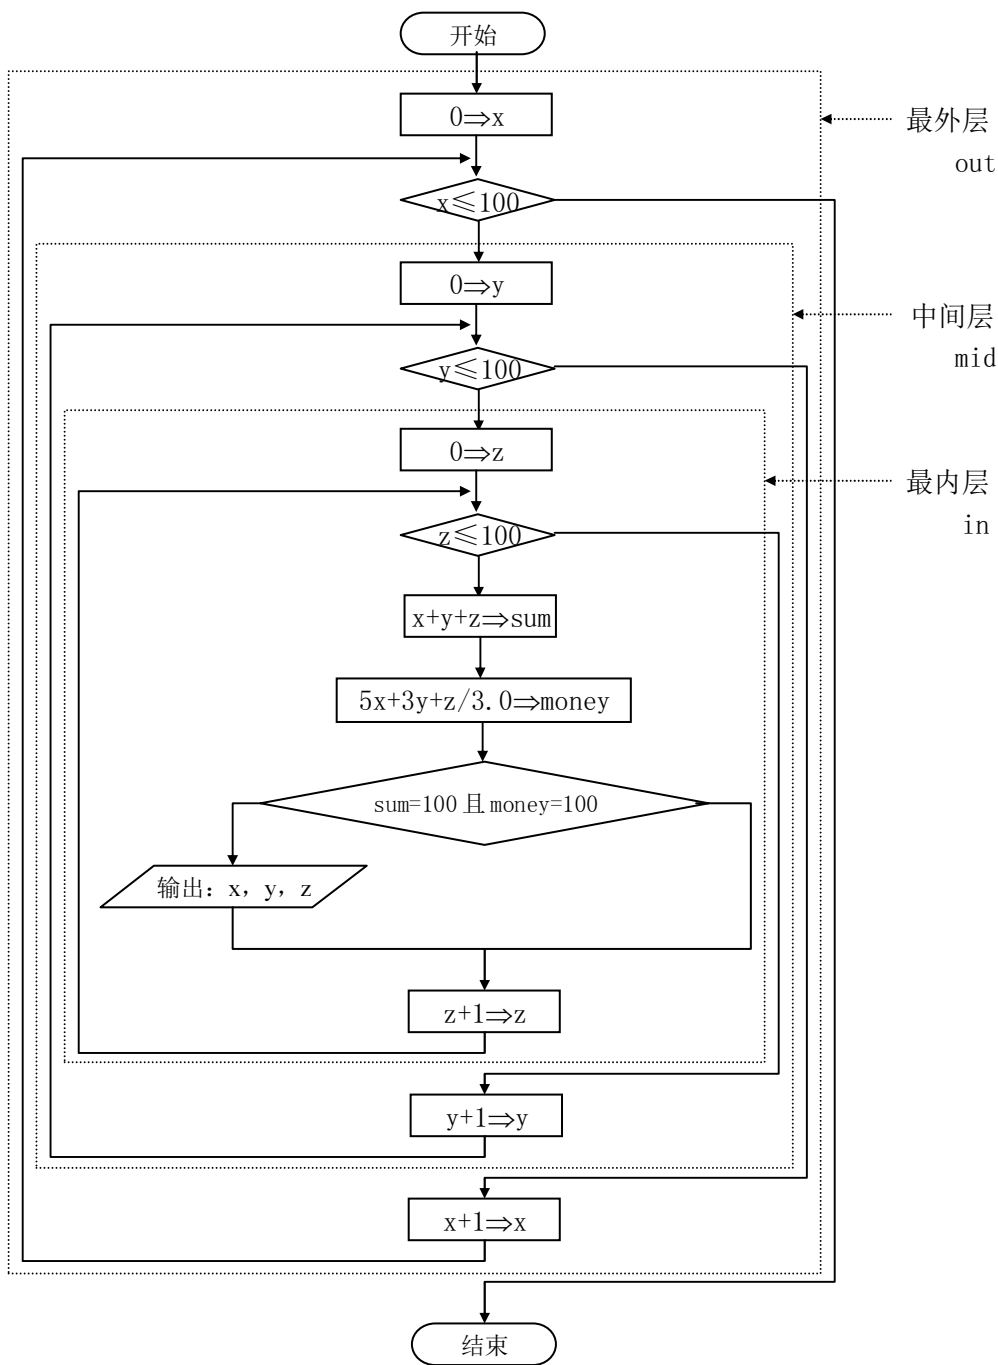 开始
0⇒x
最外层
out
x≤100
0⇒y
中间层
mid
y≤100
0⇒z
最内层
in
z≤100
x+y+z⇒sum
5x+3y+z/3.0⇒money
sum=100 且 money=100
输出：x，y，z
z+1⇒z
y+1⇒y
x+1⇒x
结束